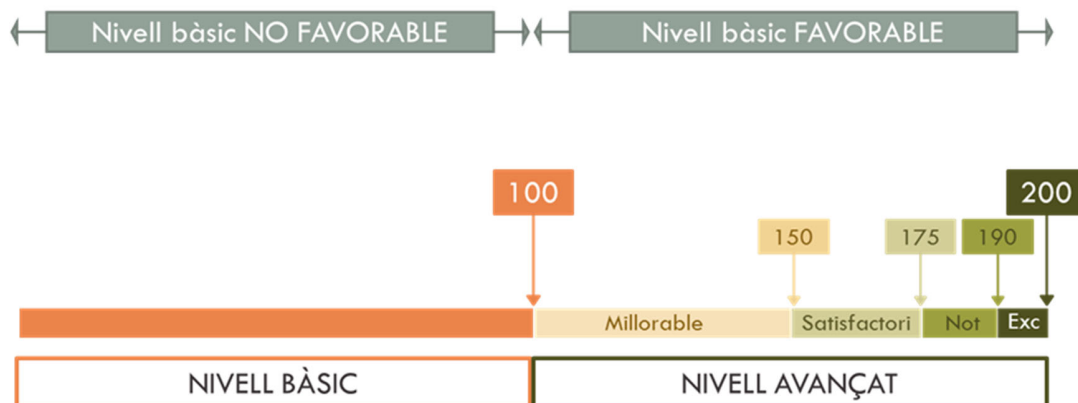 Nivell bàsic NO FAVORABLE
Nivell bàsic FAVORABLE
100
200
150
175
190
Millorable
Satisfactori
Not
Exc
NIVELL BÀSIC
NIVELL AVANÇAT